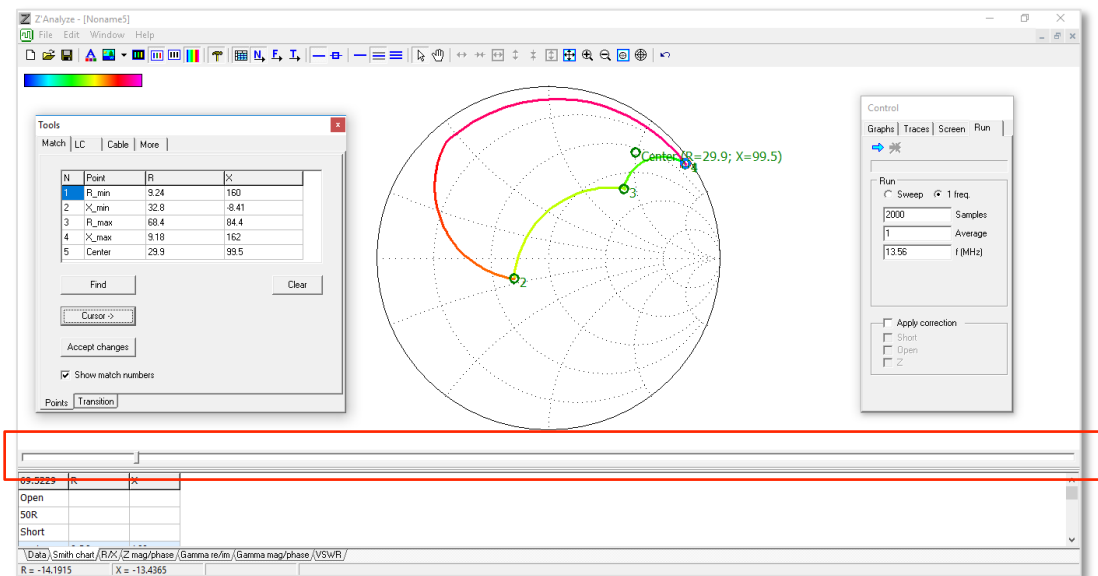 Z'Analyze - [Noname5]
File Edit Window Help
N, E, I,
Tools
Match LC Cable More
N Point R X
1 R_min 9.24 160
2 X_min 32.8 -8.41
3 R_max 68.4 84.4
4 X_max 9.18 162
5 Center 29.9 99.5
Find Clear
Cursor ->
Accept changes
Show match numbers
Points Transition
Center (R=29.9; X=99.5)
4
3
2
Control
Graphs Traces Screen Run
Run
Sweep 1 freq.
2000 Samples
1 Average
13.56 f (MHz)
Apply correction
Short
Open
Z
69.5229 R X
Open
50R
Short
Data Smith chart R/X Z mag/phase Gamma re/im Gamma mag/phase VSWR
R = -14.1915 X = -13.4365